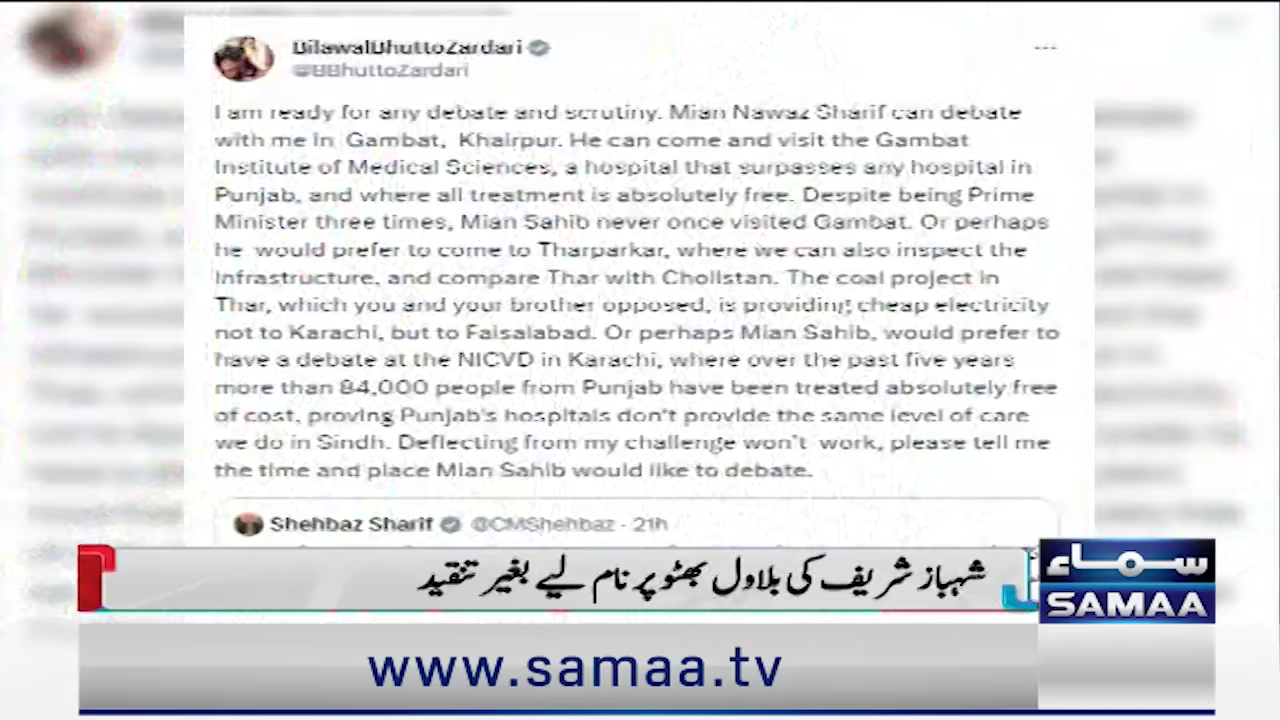 BilawalBhuttoZardari
@BBhuttoZardari
I am ready for any debate and scrutiny. Mian Nawaz Sharif can debate
with me in Gambat, Khairpur. He can come and visit the Gambat
Institute of Medical Sciences, a hospital that surpasses any hospital in
Punjab, and where all treatment is absolutely free. Despite being Prime
Minister three times, Mian Sahib never once visited Gambat. Or perhaps
he would prefer to come to Tharparkar, where we can also inspect the
infrastructure, and compare Thar with Cholistan. The coal project in
Thar, which you and your brother opposed, is providing cheap electricity
not to Karachi, but to Faisalabad. Or perhaps Mian Sahib, would prefer to
have a debate at the NICVD in Karachi, where over the past five years
more than 84,000 people from Punjab have been treated absolutely free
of cost, proving Punjab's hospitals don't provide the same level of care
we do in Sindh. Deflecting from my challenge won't work, please tell me
the time and place Mian Sahib would like to debate.
Shehbaz Sharif @CMShehbaz · 21h
شہباز شریف کی بلاول بھٹو پر نام لیے بغیر تنقید
سماء
SAMAA
www.samaa.tv